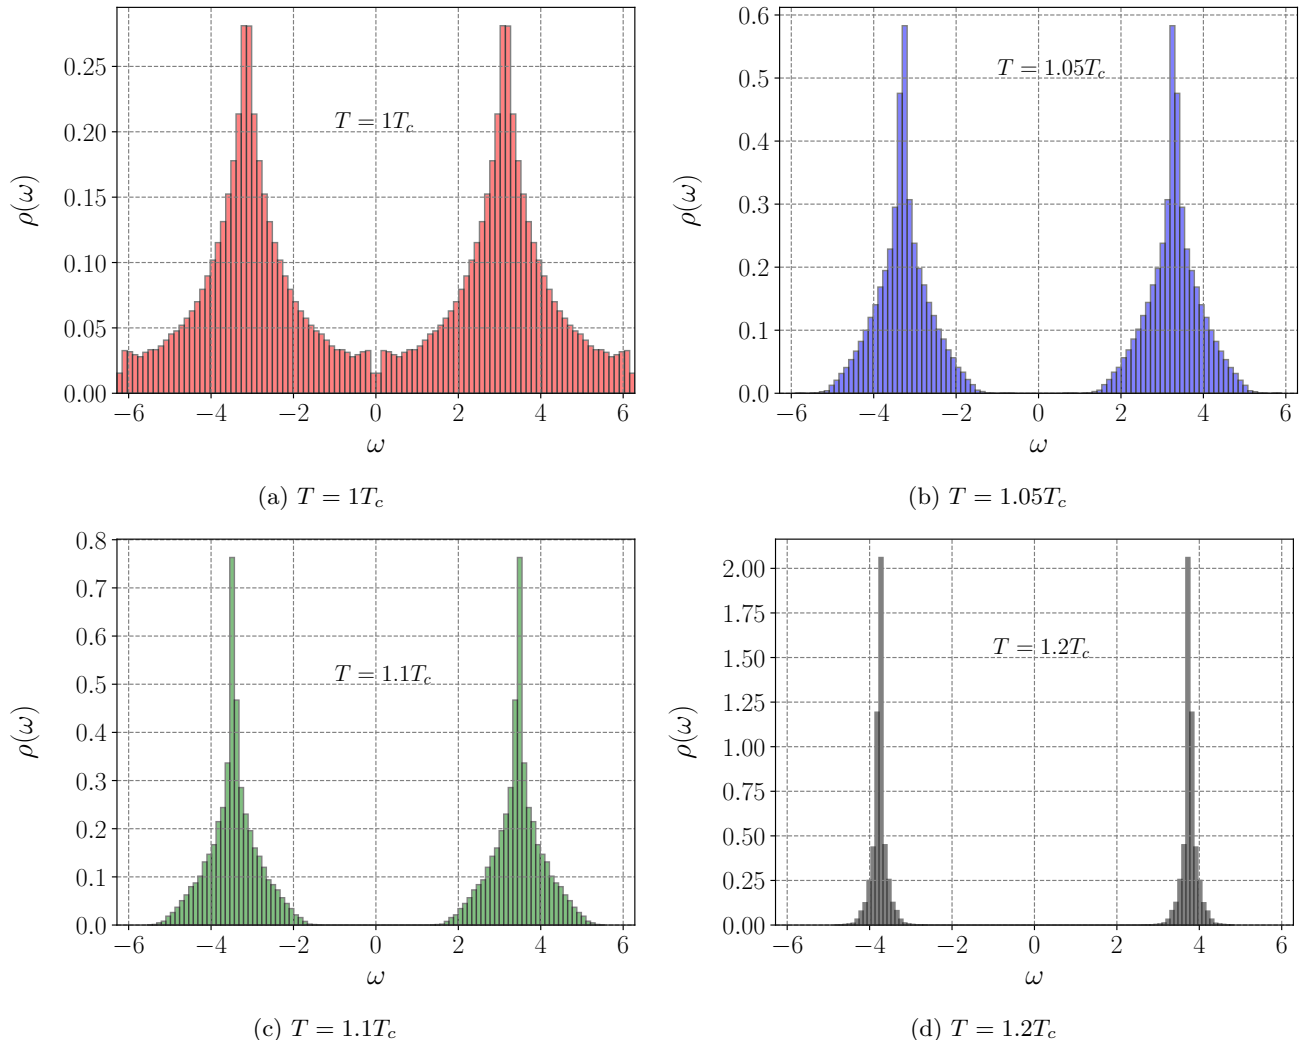 0.25
0.20
0.15
0.10
0.05
0.00
ρ(ω)
T = 1T_c
−6 −4 −2 0 2 4 6
ω
(a) T = 1T_c
0.6
0.5
0.4
0.3
0.2
0.1
0.0
ρ(ω)
T = 1.05T_c
−6 −4 −2 0 2 4 6
ω
(b) T = 1.05T_c
0.8
0.7
0.6
0.5
0.4
0.3
0.2
0.1
0.0
ρ(ω)
T = 1.1T_c
−6 −4 −2 0 2 4 6
ω
(c) T = 1.1T_c
2.00
1.75
1.50
1.25
1.00
0.75
0.50
0.25
0.00
ρ(ω)
T = 1.2T_c
−6 −4 −2 0 2 4 6
ω
(d) T = 1.2T_c